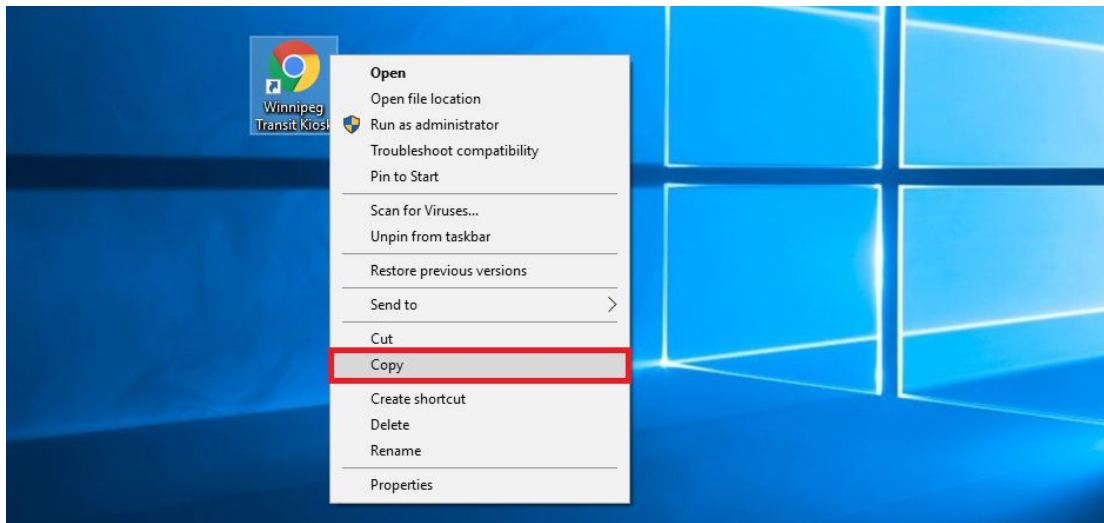 Winnipeg
Transit Kiosk
Open
Open file location
Run as administrator
Troubleshoot compatibility
Pin to Start
Scan for Viruses...
Unpin from taskbar
Restore previous versions
Send to
Cut
Copy
Create shortcut
Delete
Rename
Properties